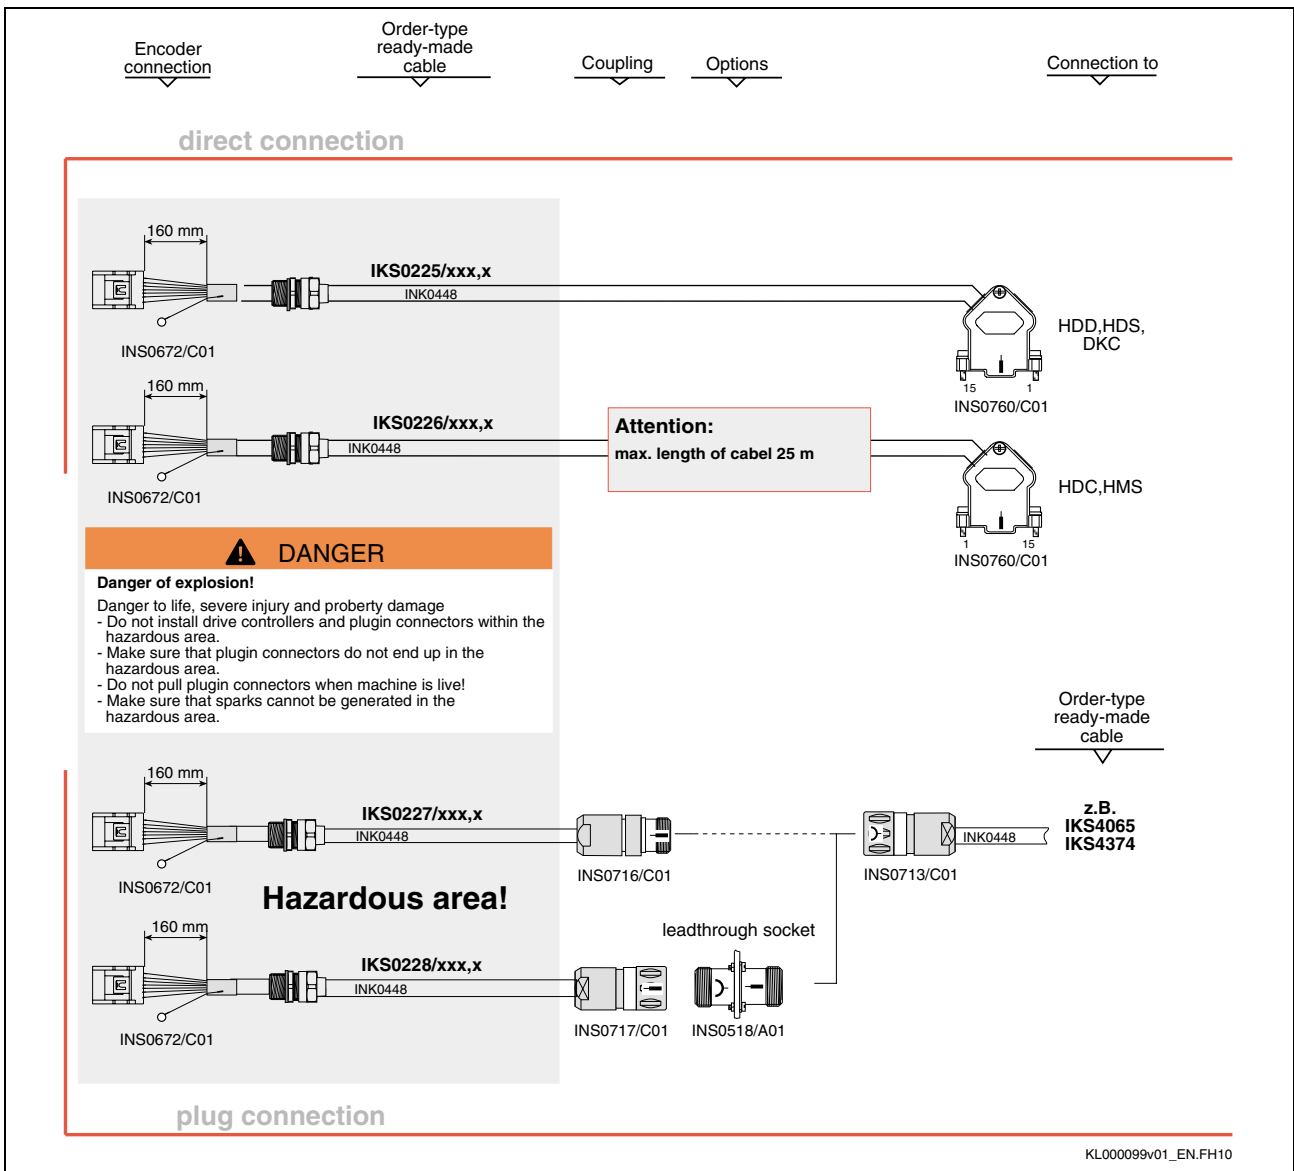 Encoder
connection
Order-type
ready-made
cable
Coupling
Options
Connection to
direct connection
160 mm
IKS0225/xxx,x
INK0448
INS0672/C01
HDD,HDS,
DKC
15
1
INS0760/C01
160 mm
IKS0226/xxx,x
INK0448
INS0672/C01
Attention:
max. length of cabel 25 m
HDC,HMS
1
15
INS0760/C01
DANGER
Danger of explosion!
Danger to life, severe injury and proberty damage
- Do not install drive controllers and plugin connectors within the
hazardous area.
- Make sure that plugin connectors do not end up in the
hazardous area.
- Do not pull plugin connectors when machine is live!
- Make sure that sparks cannot be generated in the
hazardous area.
Order-type
ready-made
cable
160 mm
IKS0227/xxx,x
INK0448
INS0672/C01
INS0716/C01
INK0448
INS0713/C01
z.B.
IKS4065
IKS4374
Hazardous area!
160 mm
IKS0228/xxx,x
INK0448
INS0672/C01
leadthrough socket
INS0717/C01
INS0518/A01
plug connection
KL000099v01_EN.FH10